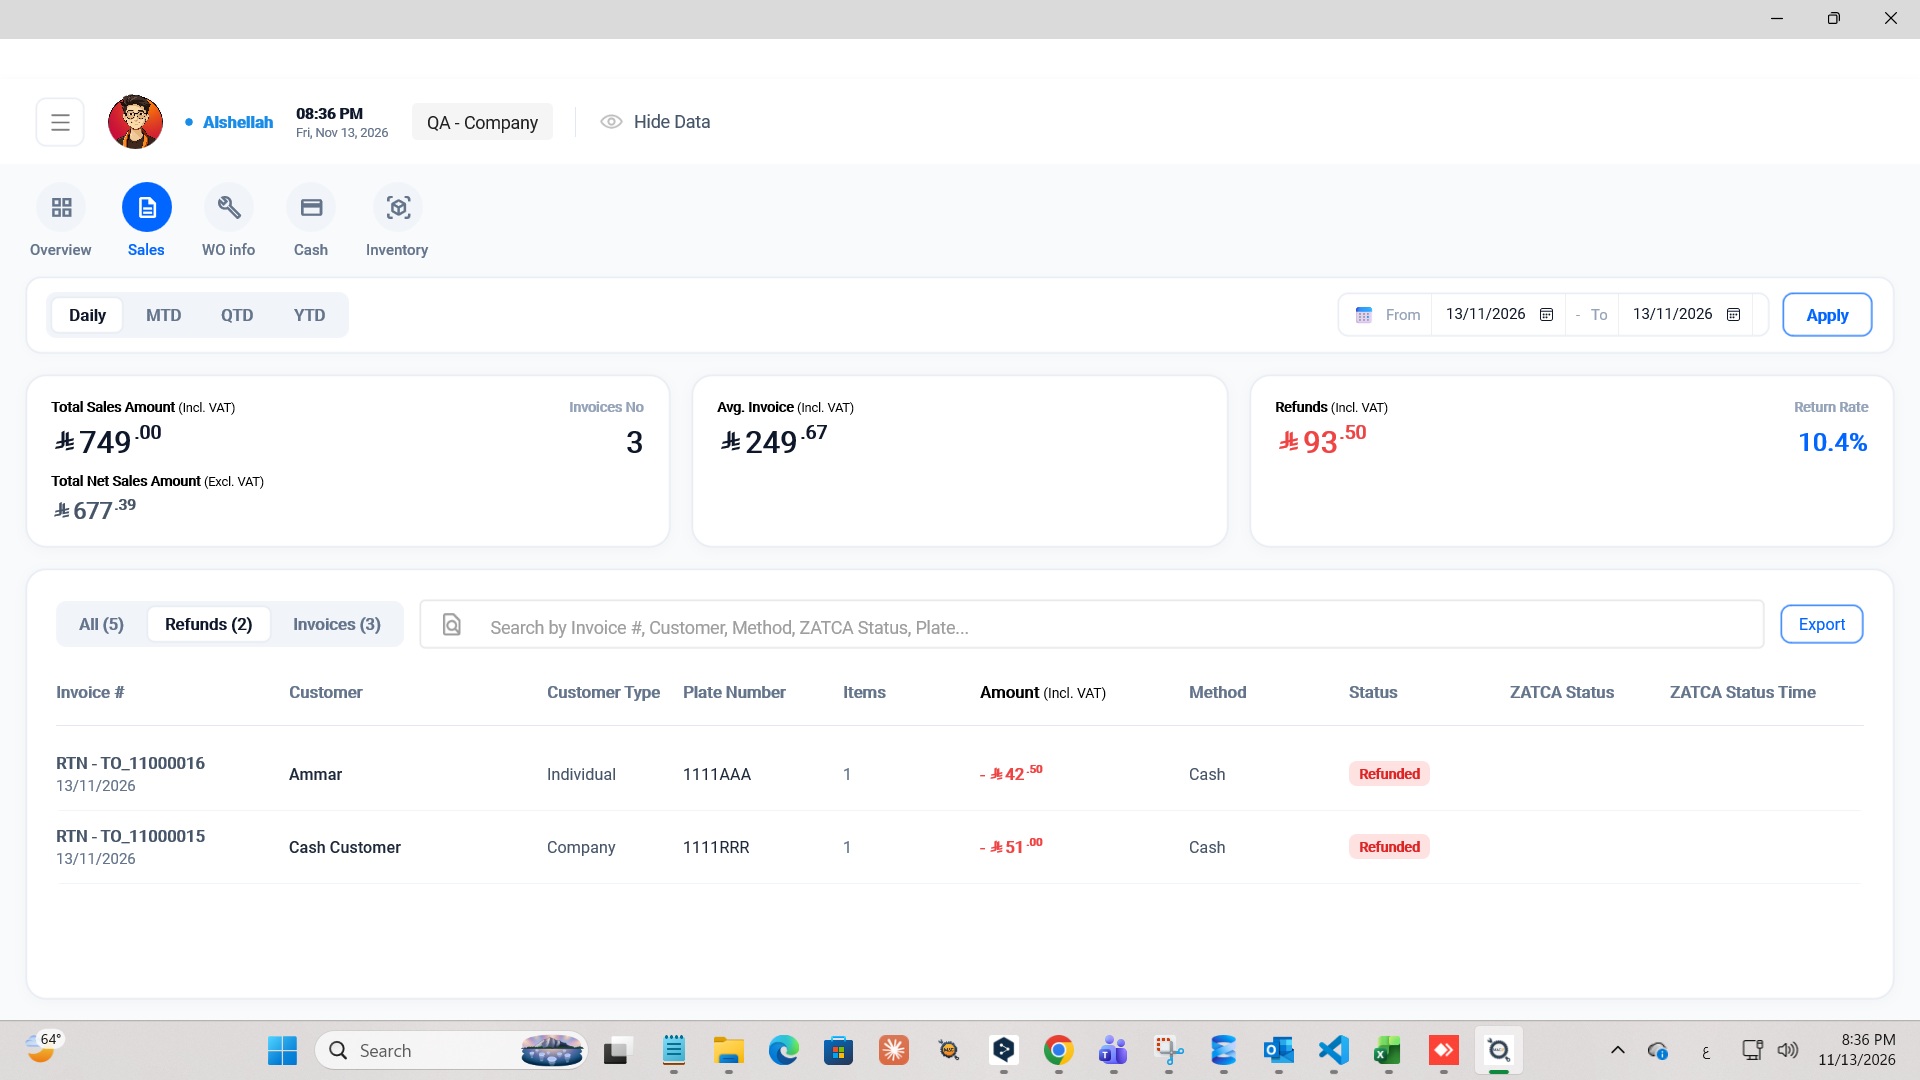 Alshellah
08:36 PM
Fri, Nov 13, 2026
QA - Company
Hide Data
Overview
Sales
WO info
Cash
Inventory
Daily
MTD
QTD
YTD
From
13/11/2026
- To
13/11/2026
Apply
Total Sales Amount (Incl. VAT)
Invoices No
749.00
3
Total Net Sales Amount (Excl. VAT)
677.39
Avg. Invoice (Incl. VAT)
249.67
Refunds (Incl. VAT)
Return Rate
93.50
10.4%
All (5)
Refunds (2)
Invoices (3)
Search by Invoice #, Customer, Method, ZATCA Status, Plate...
Export
Invoice # Customer Customer Type Plate Number Items Amount (Incl. VAT) Method Status ZATCA Status ZATCA Status Time
RTN - TO_11000016
13/11/2026
Ammar Individual 1111AAA 1 - 42.50 Cash Refunded
RTN - TO_11000015
13/11/2026
Cash Customer Company 1111RRR 1 - 51.00 Cash Refunded
64°
Search
ع
8:36 PM
11/13/2026